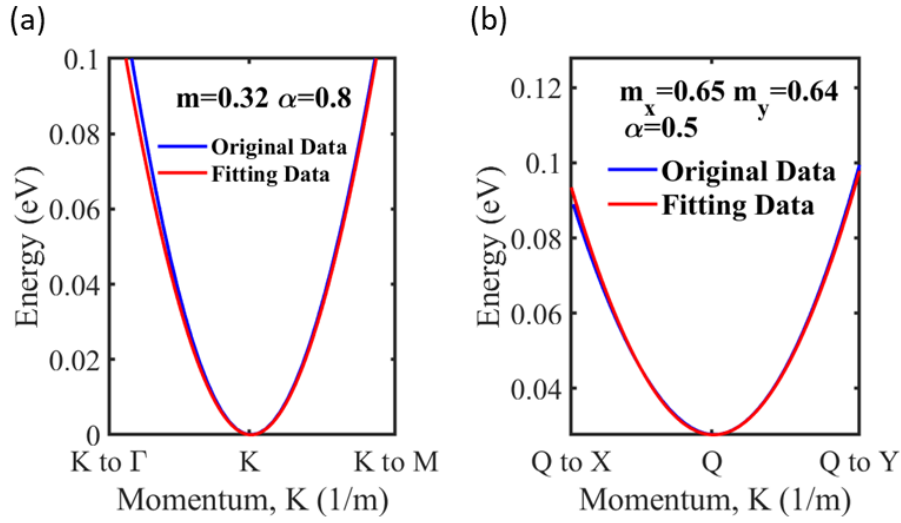 (a)
0.1
0.08
0.06
0.04
0.02
0
Energy (eV)
m=0.32 α=0.8
Original Data
Fitting Data
K to Γ K K to M
Momentum, K (1/m)
(b)
0.12
0.1
0.08
0.06
0.04
Energy (eV)
m_x=0.65 m_y=0.64
α=0.5
Original Data
Fitting Data
Q to X Q Q to Y
Momentum, K (1/m)